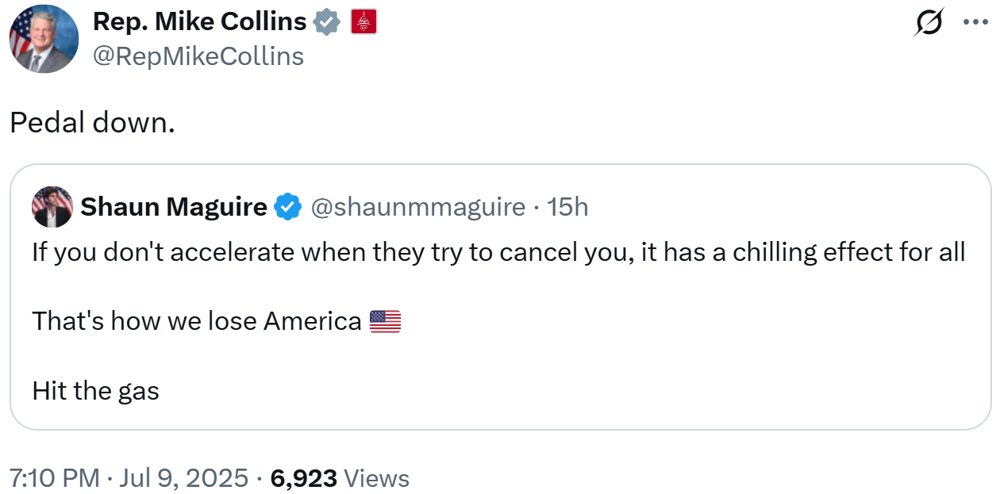 Rep. Mike Collins
@RepMikeCollins
Pedal down.
Shaun Maguire @shaunmmaguire · 15h
If you don't accelerate when they try to cancel you, it has a chilling effect for all
That's how we lose America 🇺🇸
Hit the gas
7:10 PM · Jul 9, 2025 · 6,923 Views